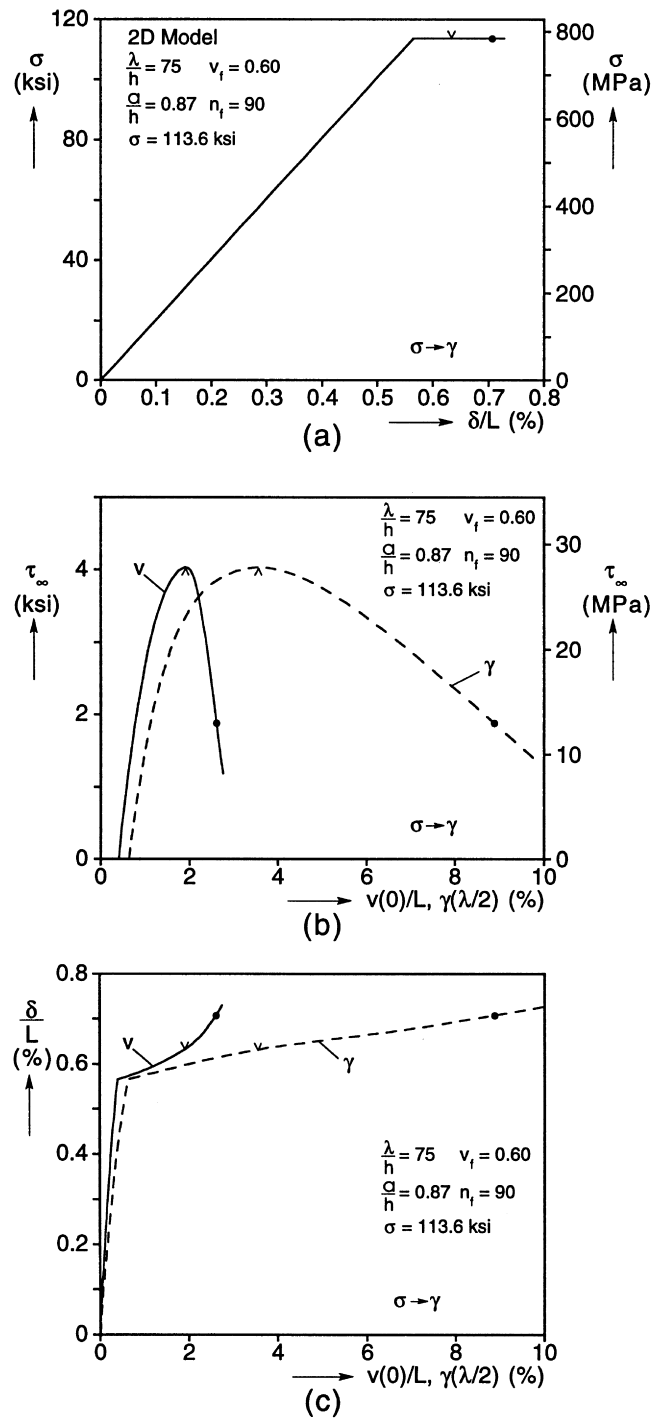 120
800
2D Model
σ
(ksi)
λ/h = 75 v_f = 0.60
σ
(MPa)
a/h = 0.87 n_f = 90
600
σ = 113.6 ksi
80
400
40
200
σ→γ
0
0
0 0.1 0.2 0.3 0.4 0.5 0.6 0.7 0.8
δ/L (%)
(a)
λ/h = 75 v_f = 0.60
30
4
v
a/h = 0.87 n_f = 90
τ∞
(ksi)
τ∞
(MPa)
σ = 113.6 ksi
20
γ
2
10
σ→γ
0
0
0 2 4 6 8 10
v(0)/L, γ(λ/2) (%)
(b)
0.8
δ/L
(%)
v
γ
0.6
λ/h = 75 v_f = 0.60
0.4
a/h = 0.87 n_f = 90
σ = 113.6 ksi
0.2
σ→γ
0
0 2 4 6 8 10
v(0)/L, γ(λ/2) (%)
(c)